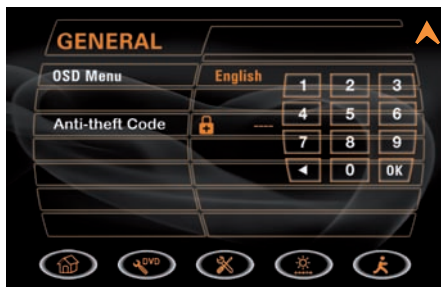 GENERAL
OSD Menu English
Anti-theft Code ----
1 2 3
4 5 6
7 8 9
◄ 0 OK
DVD